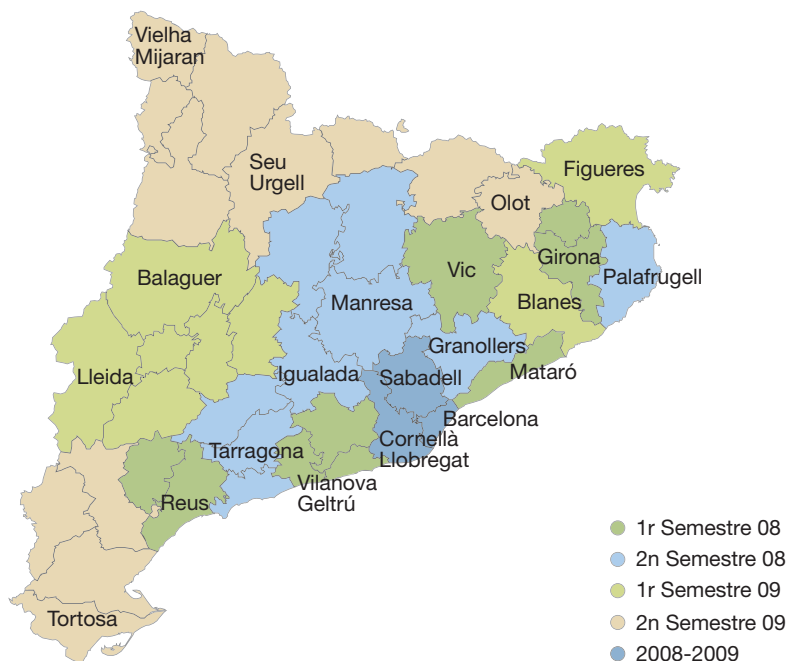 Vielha
Mijaran
Seu
Urgell
Figueres
Olot
Girona
Vic
Palafrugell
Balaguer
Blanes
Manresa
Granollers
Lleida
Igualada
Sabadell
Mataró
Barcelona
Tarragona
Cornellà
Llobregat
Reus
Vilanova
Geltrú
Tortosa
1r Semestre 08
2n Semestre 08
1r Semestre 09
2n Semestre 09
2008-2009